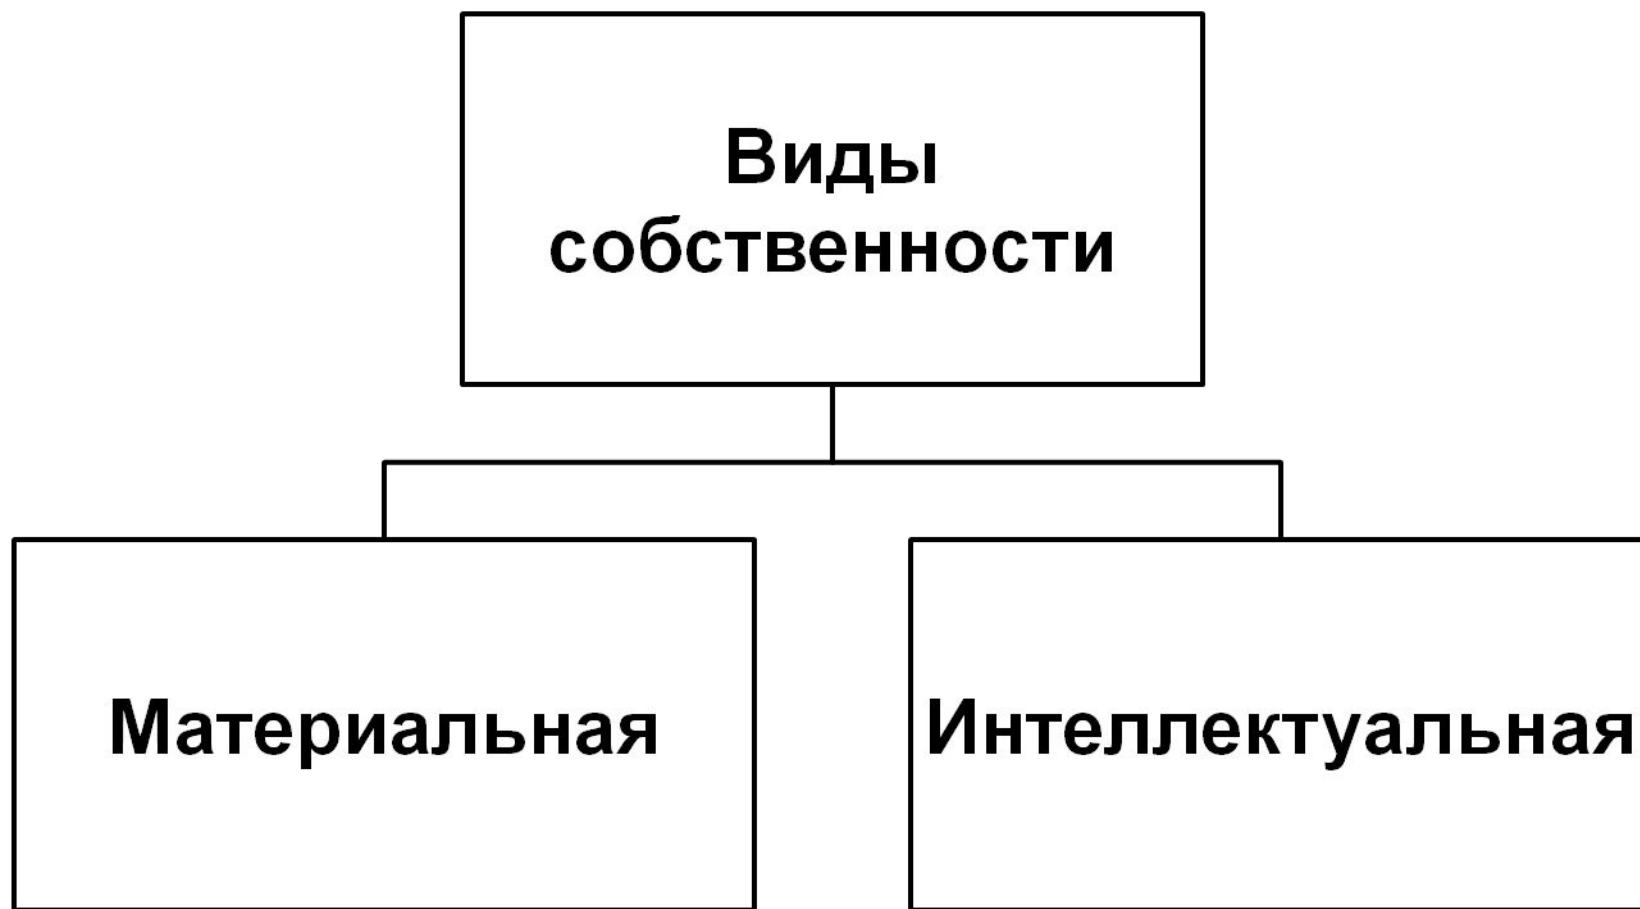 Виды
собственности
Материальная
Интеллектуальная